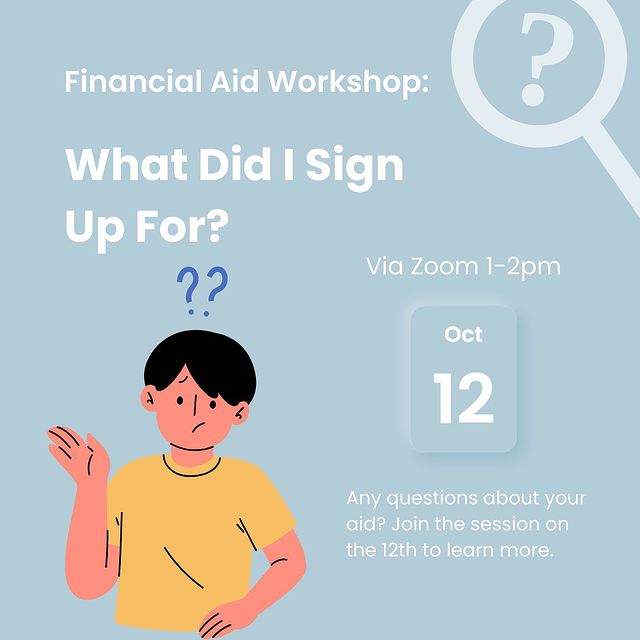 ?
Financial Aid Workshop:
What Did I Sign
Up For?
??
Via Zoom 1-2pm
Oct
12
Any questions about your
aid? Join the session on
the 12th to learn more.